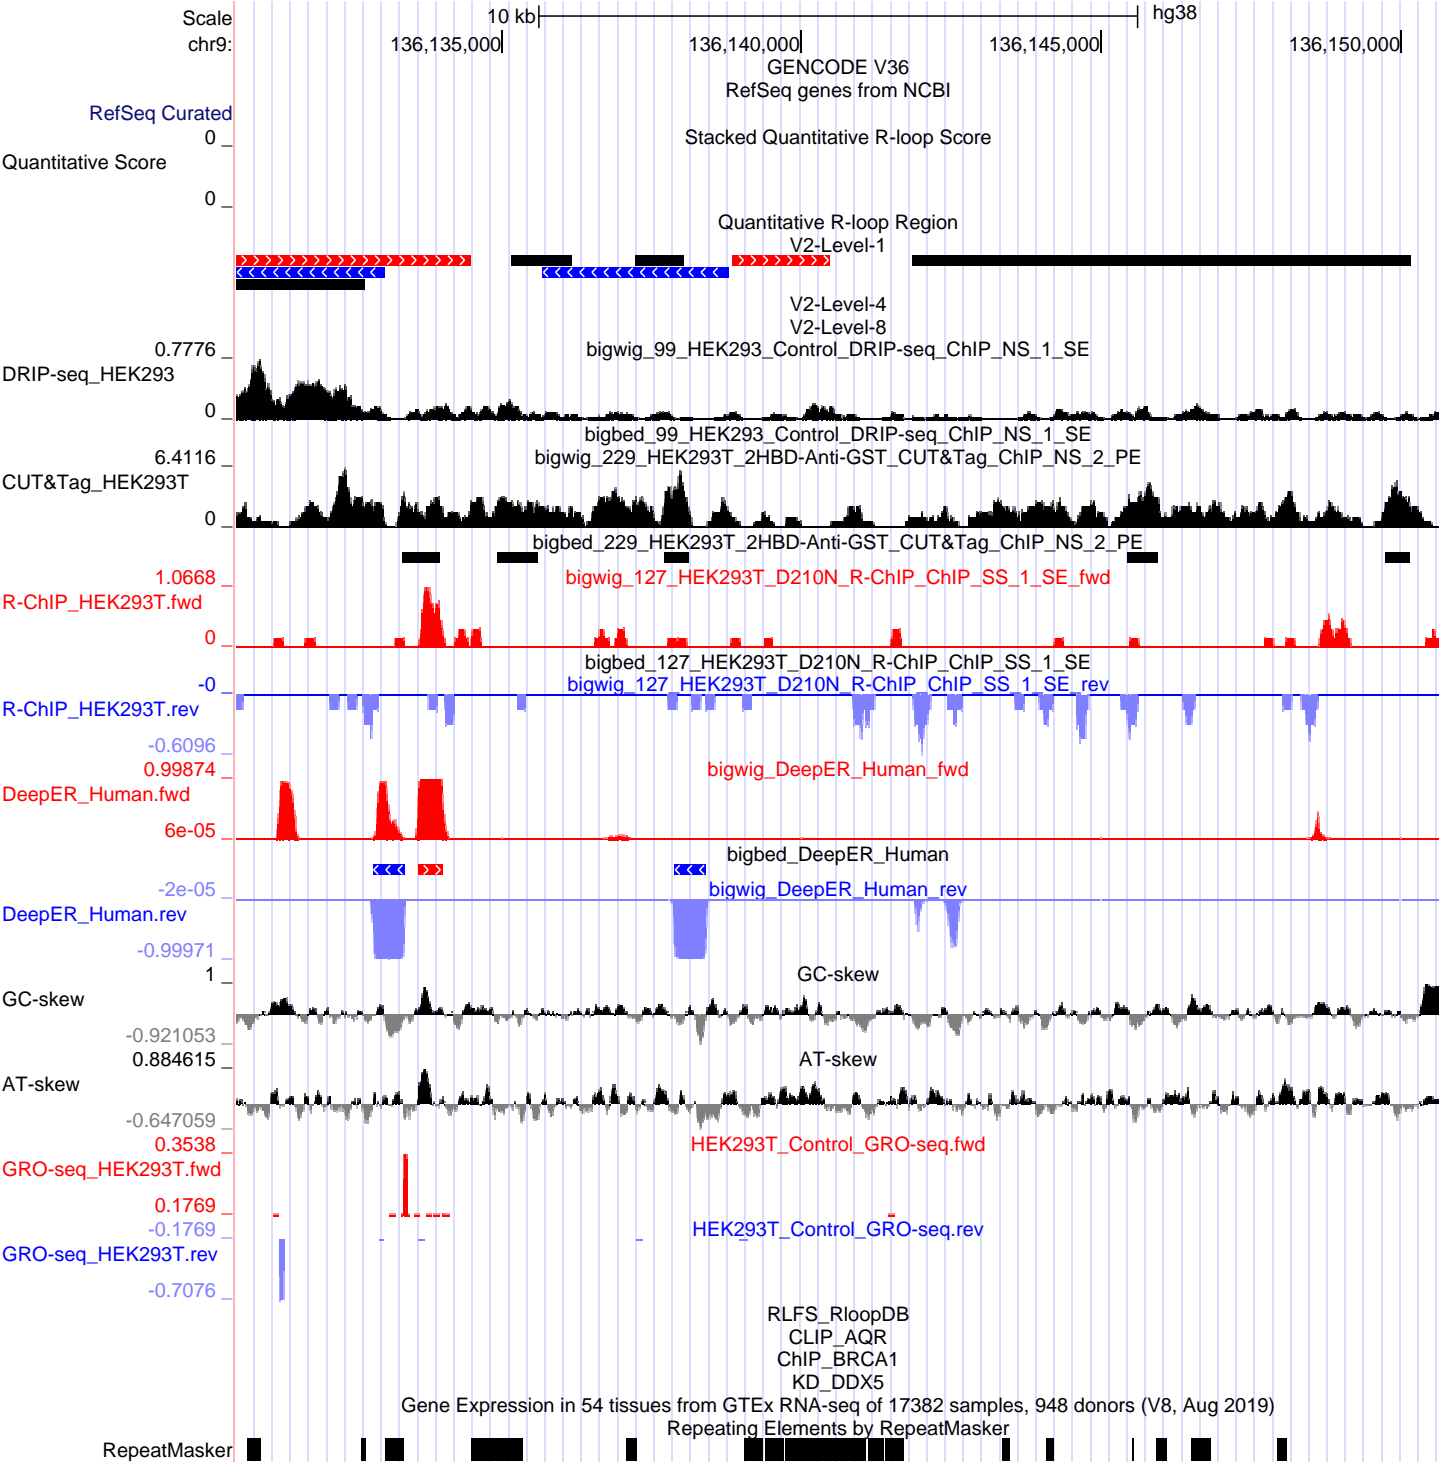 Scale 10 kb hg38
chr9: 136,135,000 136,140,000 136,145,000 136,150,000
GENCODE V36
RefSeq genes from NCBI
RefSeq Curated
0 Stacked Quantitative R-loop Score
Quantitative Score
0
Quantitative R-loop Region
V2-Level-1
V2-Level-4
V2-Level-8
0.7776 bigwig_99_HEK293_Control_DRIP-seq_ChIP_NS_1_SE
DRIP-seq_HEK293
0
bigbed_99_HEK293_Control_DRIP-seq_ChIP_NS_1_SE
6.4116 bigwig_229_HEK293T_2HBD-Anti-GST_CUT&Tag_ChIP_NS_2_PE
CUT&Tag_HEK293T
0
bigbed_229_HEK293T_2HBD-Anti-GST_CUT&Tag_ChIP_NS_2_PE
1.0668 bigwig_127_HEK293T_D210N_R-ChIP_ChIP_SS_1_SE_fwd
R-ChIP_HEK293T.fwd
0
bigbed_127_HEK293T_D210N_R-ChIP_ChIP_SS_1_SE
-0 bigwig_127_HEK293T_D210N_R-ChIP_ChIP_SS_1_SE_rev
R-ChIP_HEK293T.rev
-0.6096
0.99874 bigwig_DeepER_Human_fwd
DeepER_Human.fwd
6e-05
bigbed_DeepER_Human
-2e-05 bigwig_DeepER_Human_rev
DeepER_Human.rev
-0.99971
1 GC-skew
GC-skew
-0.921053
0.884615 AT-skew
AT-skew
-0.647059
0.3538 HEK293T_Control_GRO-seq.fwd
GRO-seq_HEK293T.fwd
0.1769
-0.1769 HEK293T_Control_GRO-seq.rev
GRO-seq_HEK293T.rev
-0.7076
RLFS_RloopDB
CLIP_AQR
ChIP_BRCA1
KD_DDX5
Gene Expression in 54 tissues from GTEx RNA-seq of 17382 samples, 948 donors (V8, Aug 2019)
Repeating Elements by RepeatMasker
RepeatMasker